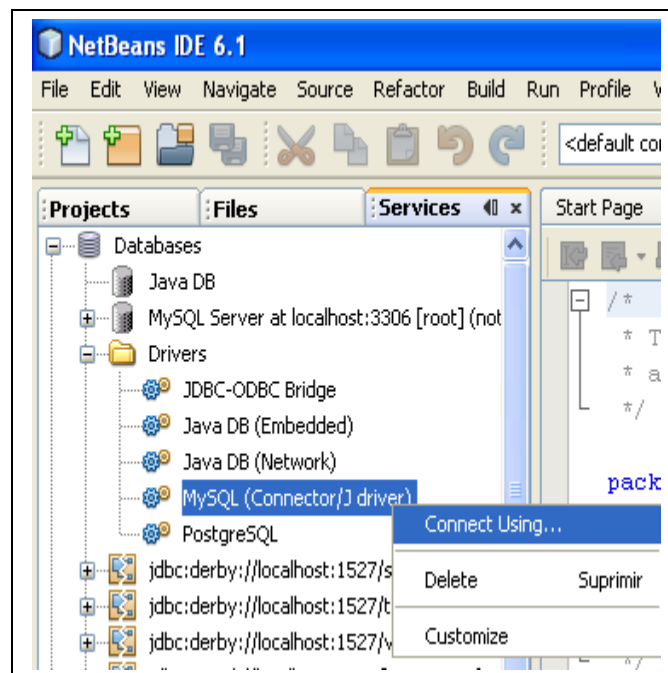 NetBeans IDE 6.1
File Edit View Navigate Source Refactor Build Run Profile
<default co
Projects Files Services Start Page
Databases
Java DB
MySQL Server at localhost:3306 [root] (not
/*
Drivers
* T
JDBC-ODBC Bridge
* a
Java DB (Embedded)
*/
Java DB (Network)
pack
MySQL (Connector/J driver)
Connect Using...
PostgreSQL
jdbc:derby://localhost:1527/s
Delete Suprimir
jdbc:derby://localhost:1527/t
jdbc:derby://localhost:1527/v
Customize
*/